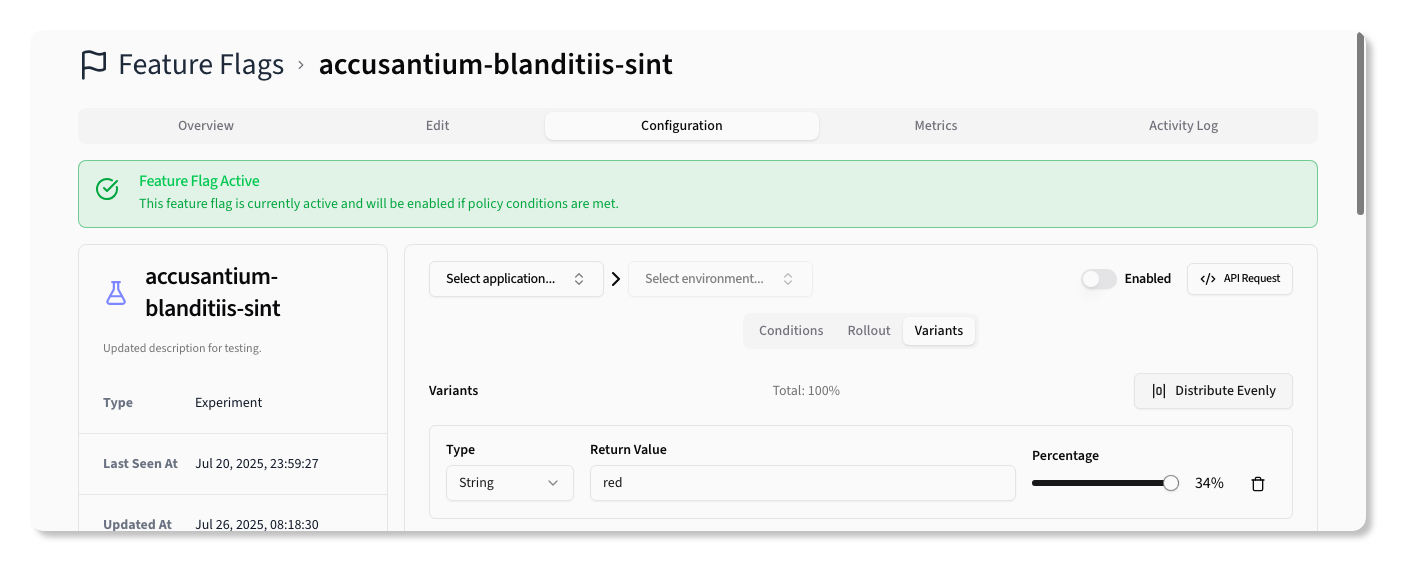 Feature Flags › accusantium-blanditiis-sint
Overview Edit Configuration Metrics Activity Log
Feature Flag Active
This feature flag is currently active and will be enabled if policy conditions are met.
accusantium-
blanditiis-sint
Updated description for testing.
Type Experiment
Last Seen At Jul 20, 2025, 23:59:27
Updated At Jul 26, 2025, 08:18:30
Select application... Select environment... Enabled </> API Request
Conditions Rollout Variants
Variants Total: 100% |0| Distribute Evenly
Type Return Value Percentage
String red 34%